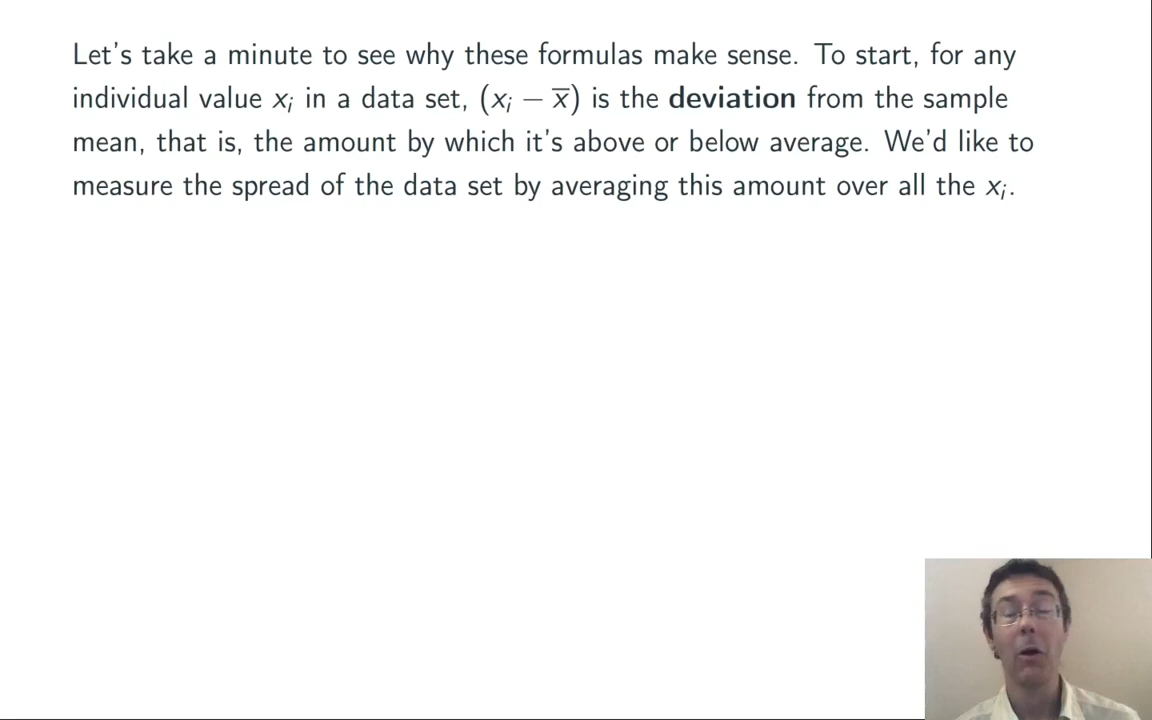 Let's take a minute to see why these formulas make sense. To start, for any
individual value xᵢ in a data set, (xᵢ − x̅) is the deviation from the sample
mean, that is, the amount by which it's above or below average. We'd like to
measure the spread of the data set by averaging this amount over all the xᵢ.